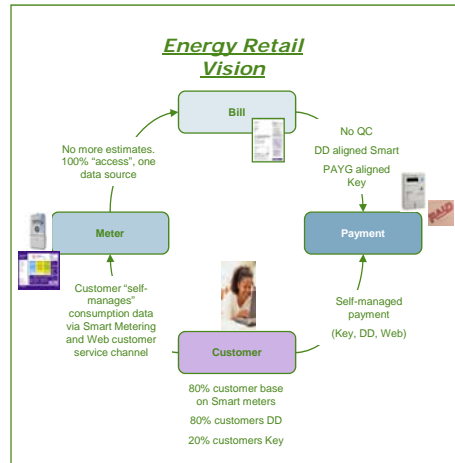 Energy Retail
Vision
Bill
No more estimates.
100% “access”, one
data source
No QC
DD aligned Smart
PAYG aligned
Key
Meter
Payment
PAID
Customer “self-
manages”
consumption data
via Smart Metering
and Web customer
service channel
Self-managed
payment
(Key, DD, Web)
Customer
80% customer base
on Smart meters
80% customers DD
20% customers Key